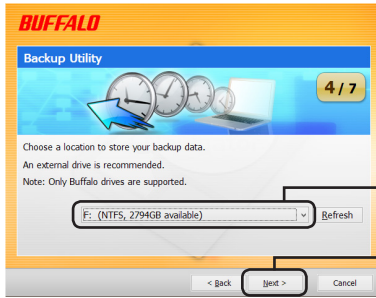 BUFFALO
Backup Utility
4/7
Choose a location to store your backup data.
An external drive is recommended.
Note: Only Buffalo drives are supported.
F: (NTFS, 2794GB available) Refresh
< Back Next > Cancel